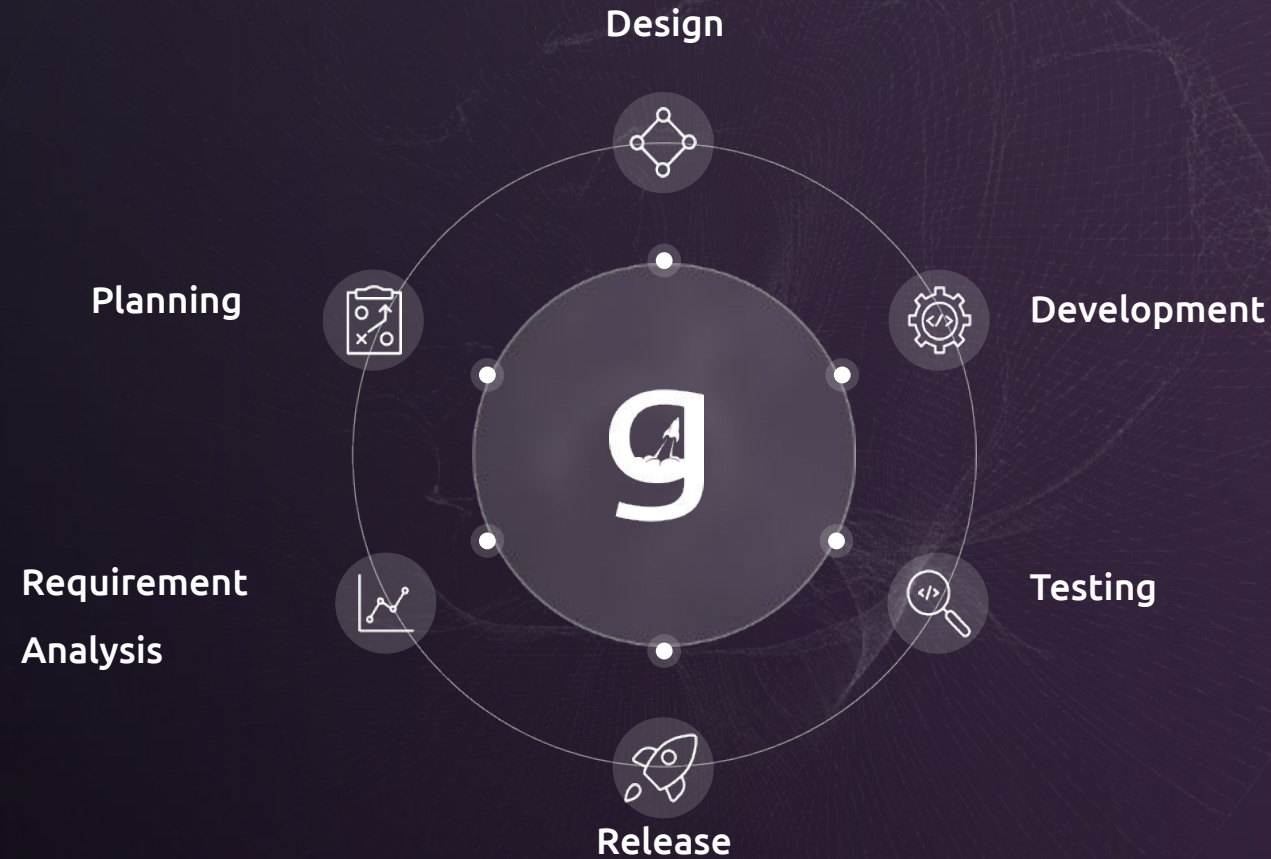 Design
Planning
Development
g
</>
Requirement
Analysis
</>
Testing
Release